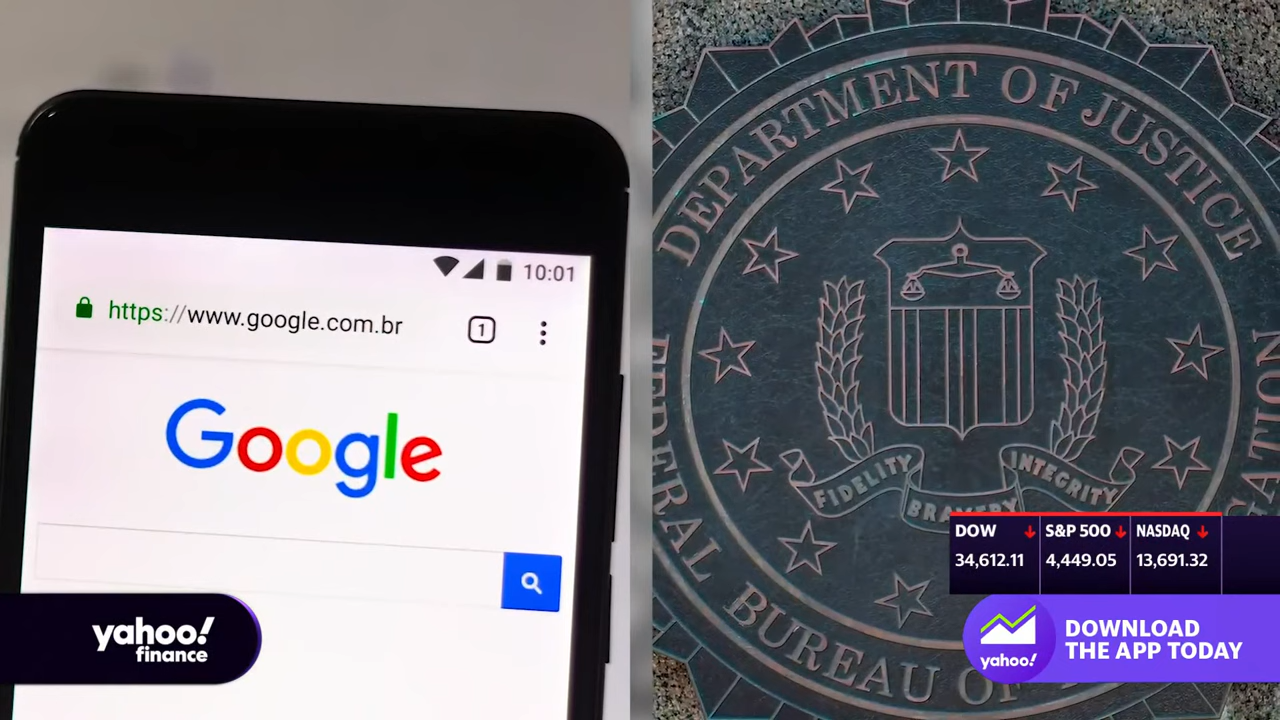 10:01
https://www.google.com.br
1
Google
yahoo!
finance
DEPARTMENT OF JUSTICE
FEDERAL BUREAU OF
FIDELITY
BRAVERY
INTEGRITY
DOW
34,612.11
S&P 500
4,449.05
NASDAQ
13,691.32
yahoo!
DOWNLOAD
THE APP TODAY